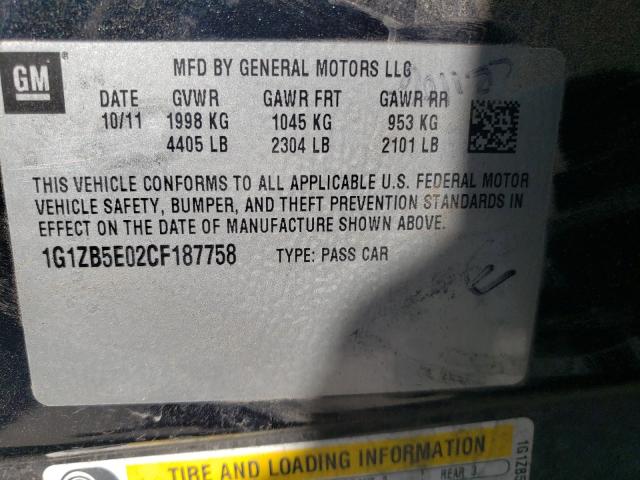 GM
MFD BY GENERAL MOTORS LLC
DATE GVWR GAWR FRT GAWR RR
10/11 1998 KG 1045 KG 953 KG
4405 LB 2304 LB 2101 LB
THIS VEHICLE CONFORMS TO ALL APPLICABLE U.S. FEDERAL MOTOR
VEHICLE SAFETY, BUMPER, AND THEFT PREVENTION STANDARDS IN
EFFECT ON THE DATE OF MANUFACTURE SHOWN ABOVE.
1G1ZB5E02CF187758 TYPE: PASS CAR
TIRE AND LOADING INFORMATION
REAR 3
1G1ZB5